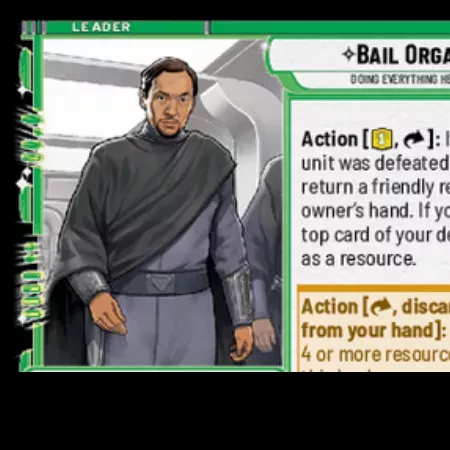 LEADER
BAIL ORGA
DOING EVERYTHING HE
Action [1, ]: I
unit was defeated
return a friendly re
owner's hand. If yo
top card of your de
as a resource.
Action [, discar
from your hand]:
4 or more resourc